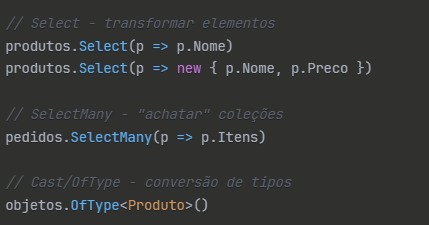 // Select - transformar elementos
produtos.Select(p => p.Nome)
produtos.Select(p => new { p.Nome, p.Preco })
// SelectMany - "achatar" coleções
pedidos.SelectMany(p => p.Itens)
// Cast/OfType - conversão de tipos
objetos.OfType<Produto>()